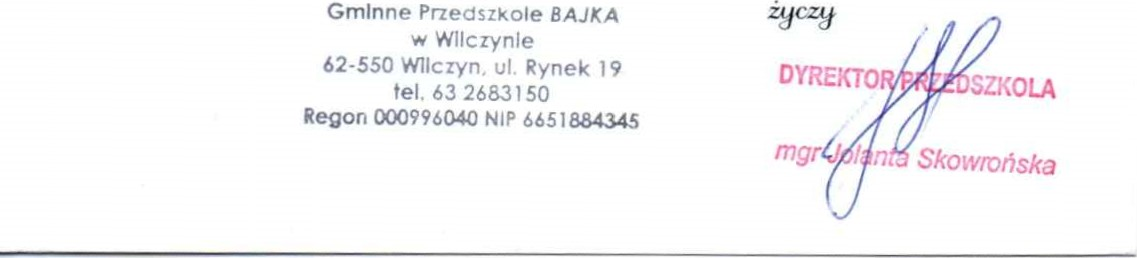 Gminne Przedszkole BAJKA
w Wilczynie
62-550 Wilczyn, ul. Rynek 19
tel. 63 2683150
Regon 000996040 NIP 6651884345
życzy
DYREKTOR PRZEDSZKOLA
mgr Jolanta Skowrońska